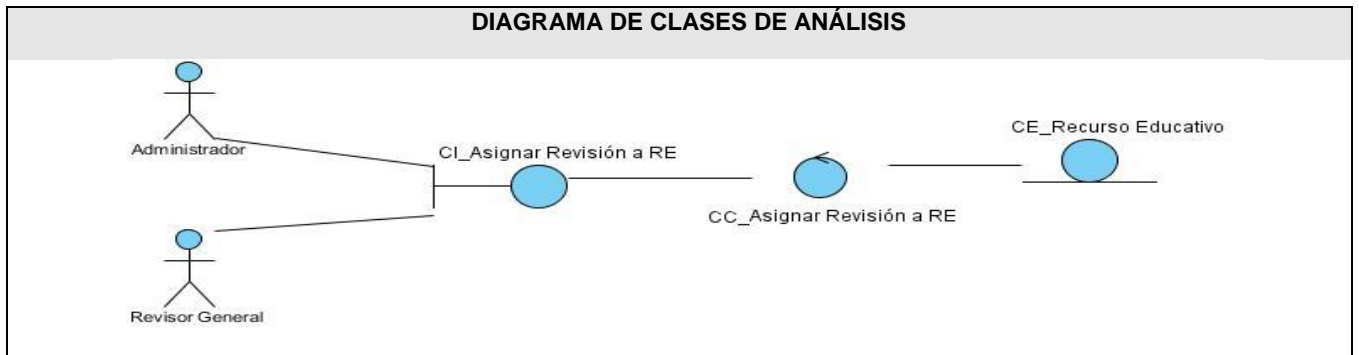 DIAGRAMA DE CLASES DE ANÁLISIS
Administrador
CI_Asignar Revisión a RE
CE_Recurso Educativo
CC_Asignar Revisión a RE
Revisor General